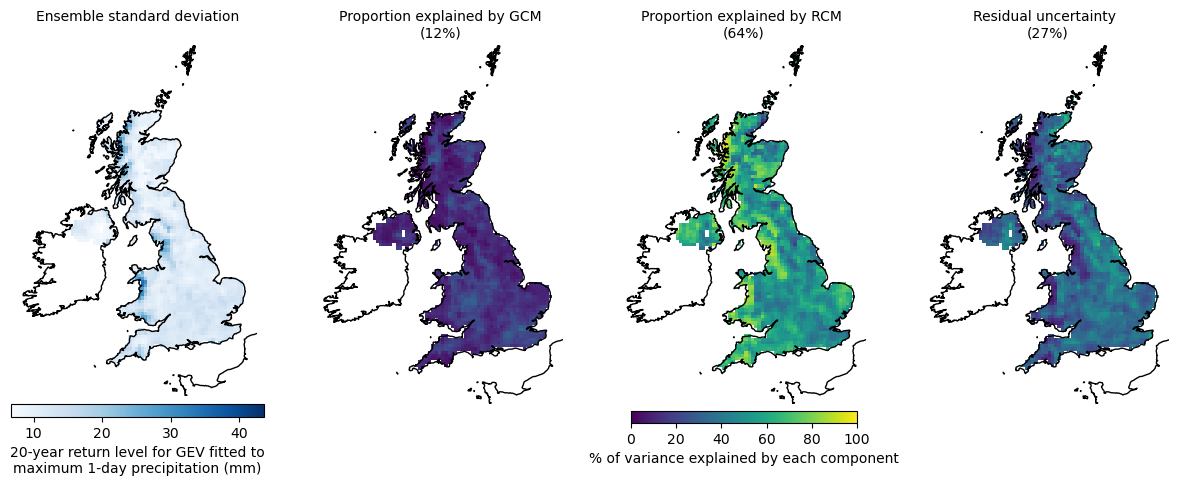 Ensemble standard deviation
Proportion explained by GCM
(12%)
Proportion explained by RCM
(64%)
Residual uncertainty
(27%)
10 20 30 40
20-year return level for GEV fitted to
maximum 1-day precipitation (mm)
0 20 40 60 80 100
% of variance explained by each component